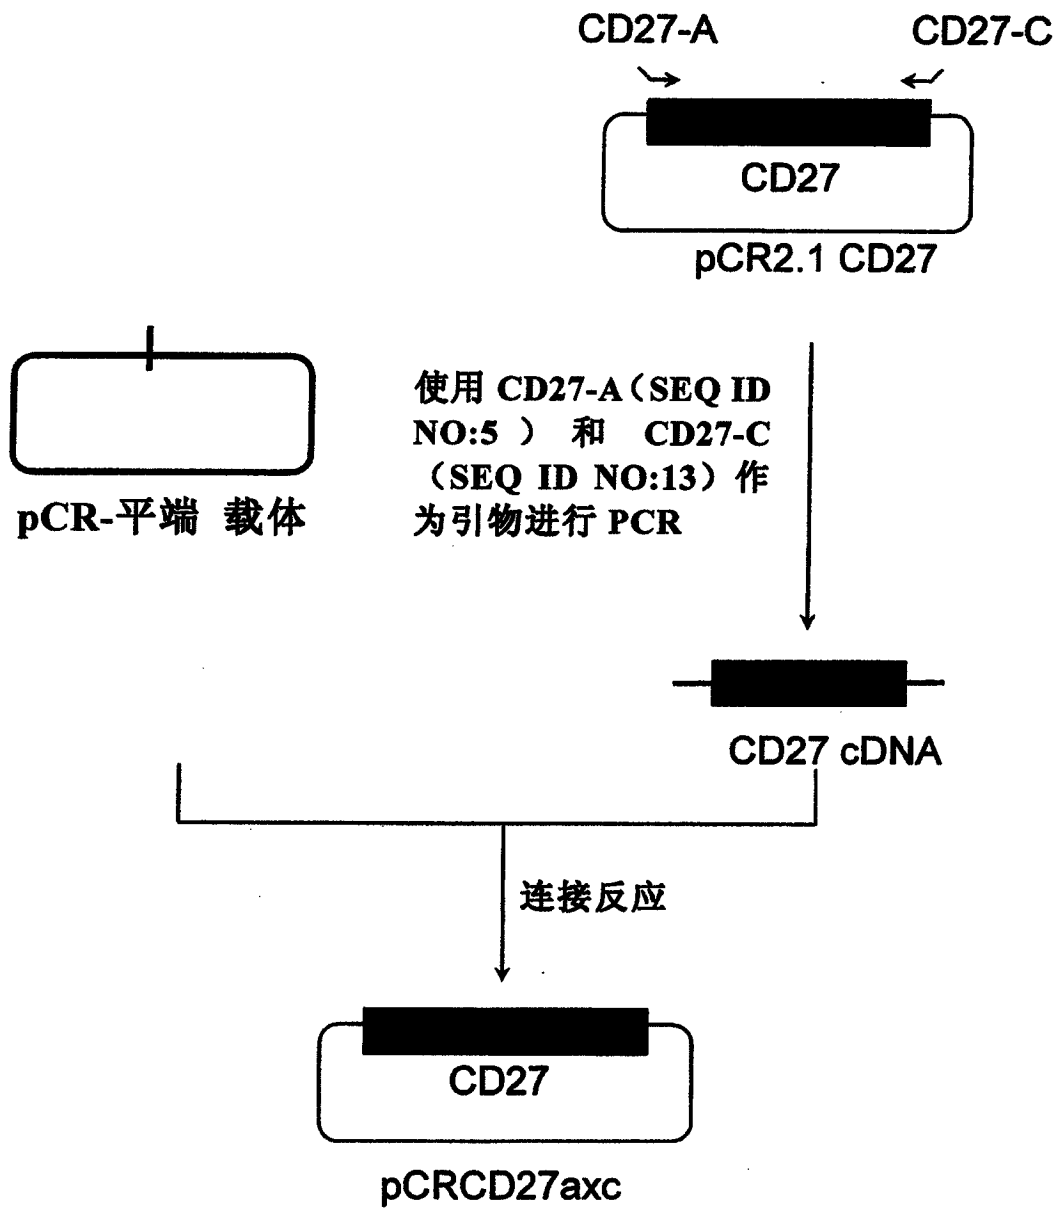 CD27-A
CD27-C
CD27
pCR2.1 CD27
使用 CD27-A（SEQ ID
NO:5 ） 和 CD27-C
（SEQ ID NO:13）作
为引物进行 PCR
pCR-平端 载体
CD27 cDNA
连接反应
CD27
pCRCD27axc